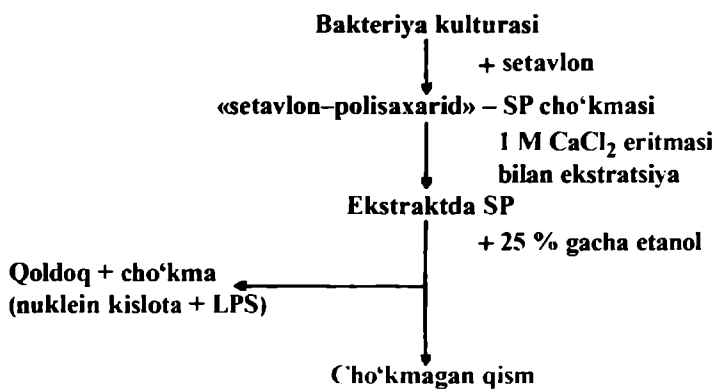 Bakteriya kulturasi
+ setavlon
«setavlon–polisaxarid» – SP cho‘kmasi
1 M CaCl₂ eritmasi
bilan ekstratsiya
Ekstraktda SP
+ 25 % gacha etanol
Qoldoq + cho‘kma
(nuklein kislota + LPS)
Cho‘kmagan qism